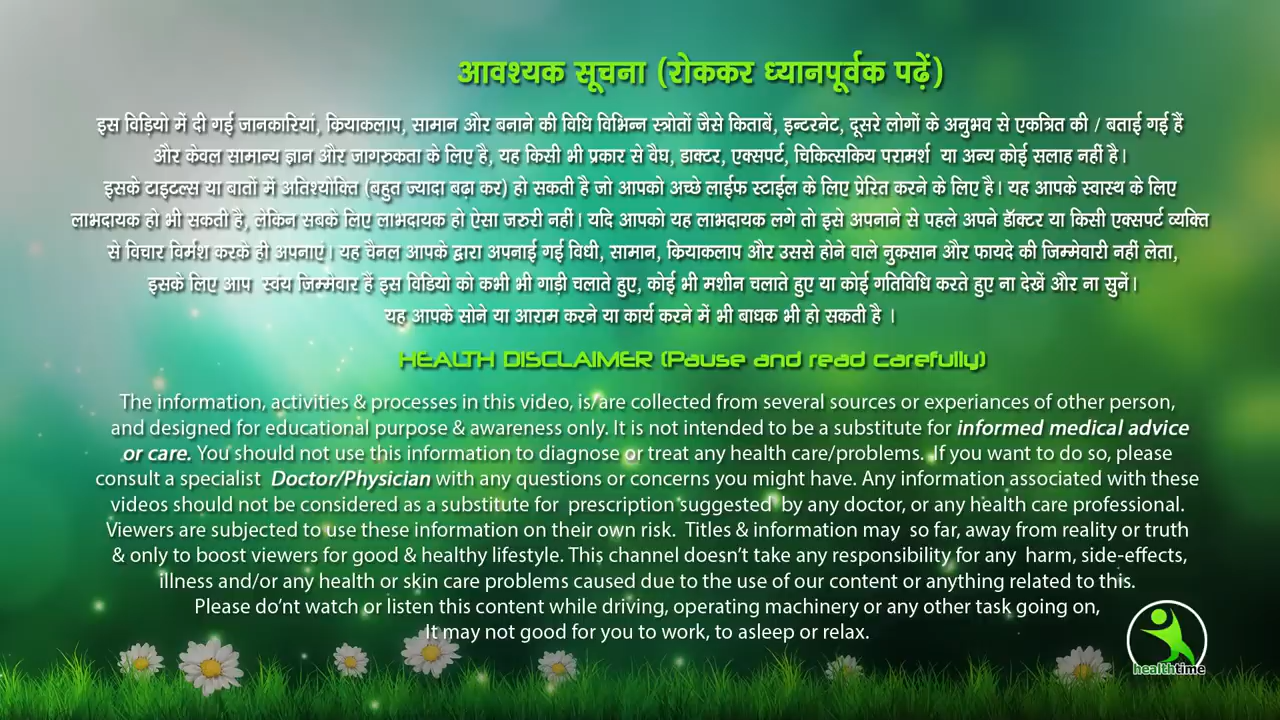 आवश्यक सूचना (रोककर ध्यानपूर्वक पढ़ें)
इस विडियो में दी गई जानकारियां, क्रियाकलाप, सामान और बनाने की विधि विभिन्न स्त्रोतों जैसे किताबें, इन्टरनेट, दूसरे लोगों के अनुभव से एकत्रित की / बताई गई हैं
और केवल सामान्य ज्ञान और जागरुकता के लिए है, यह किसी भी प्रकार से वैघ, डाक्टर, एक्सपर्ट, चिकित्सकिय परामर्श या अन्य कोई सलाह नहीं है।
इसके टाइटल्स या बातों में अतिश्योक्ति (बहुत ज्यादा बढ़ा कर) हो सकती है जो आपको अच्छे लाईफ स्टाईल के लिए प्रेरित करने के लिए है। यह आपके स्वास्थ के लिए
लाभदायक हो भी सकती है, लेकिन सबके लिए लाभदायक हो ऐसा जरुरी नहीं। यदि आपको यह लाभदायक लगे तो इसे अपनाने से पहले अपने डॉक्टर या किसी एक्सपर्ट व्यक्ति
से विचार विर्मश करके ही अपनाएं। यह चैनल आपके द्वारा अपनाई गई विधी, सामान, क्रियाकलाप और उससे होने वाले नुकसान और फायदे की जिम्मेवारी नहीं लेता,
इसके लिए आप स्वंय जिम्मेवार हैं इस विडियो को कभी भी गाड़ी चलाते हुए, कोई भी मशीन चलाते हुए या कोई गतिविधि करते हुए ना देखें और ना सुनें।
यह आपके सोने या आराम करने या कार्य करने में भी बाधक भी हो सकती है ।
HEALTH DISCLAIMER (Pause and read carefully)
The information, activities & processes in this video, is/are collected from several sources or experiances of other person,
and designed for educational purpose & awareness only. It is not intended to be a substitute for informed medical advice
or care. You should not use this information to diagnose or treat any health care/problems. If you want to do so, please
consult a specialist Doctor/Physician with any questions or concerns you might have. Any information associated with these
videos should not be considered as a substitute for prescription suggested by any doctor, or any health care professional.
Viewers are subjected to use these information on their own risk. Titles & information may so far, away from reality or truth
& only to boost viewers for good & healthy lifestyle. This channel doesn't take any responsibility for any harm, side-effects,
illness and/or any health or skin care problems caused due to the use of our content or anything related to this.
Please do'nt watch or listen this content while driving, operating machinery or any other task going on,
It may not good for you to work, to asleep or relax.
healthtime